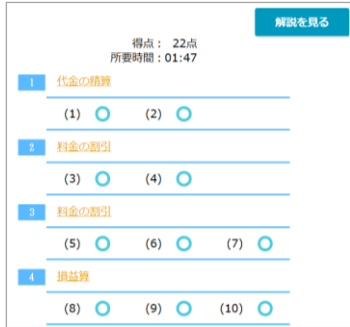 解説を見る
得点： 22点
所要時間：01:47
1 代金の精算
(1) ○ (2) ○
2 料金の割引
(3) ○ (4) ○
3 料金の割引
(5) ○ (6) ○ (7) ○
4 損益算
(8) ○ (9) ○ (10) ○